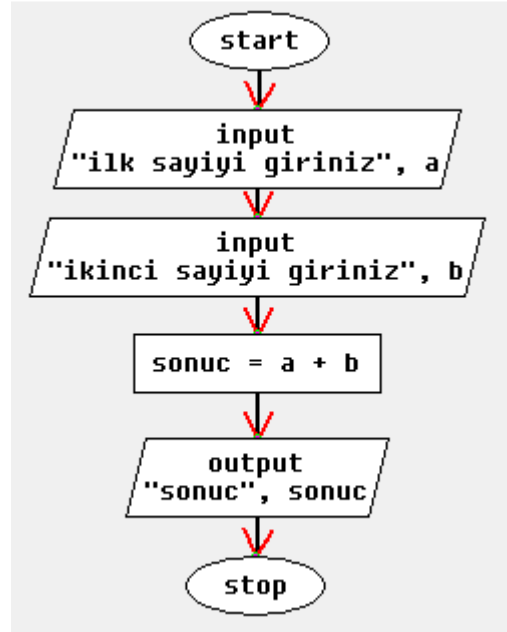 start
input
"ilk sayiyi giriniz", a
input
"ikinci sayiyi giriniz", b
sonuc = a + b
output
"sonuc", sonuc
stop